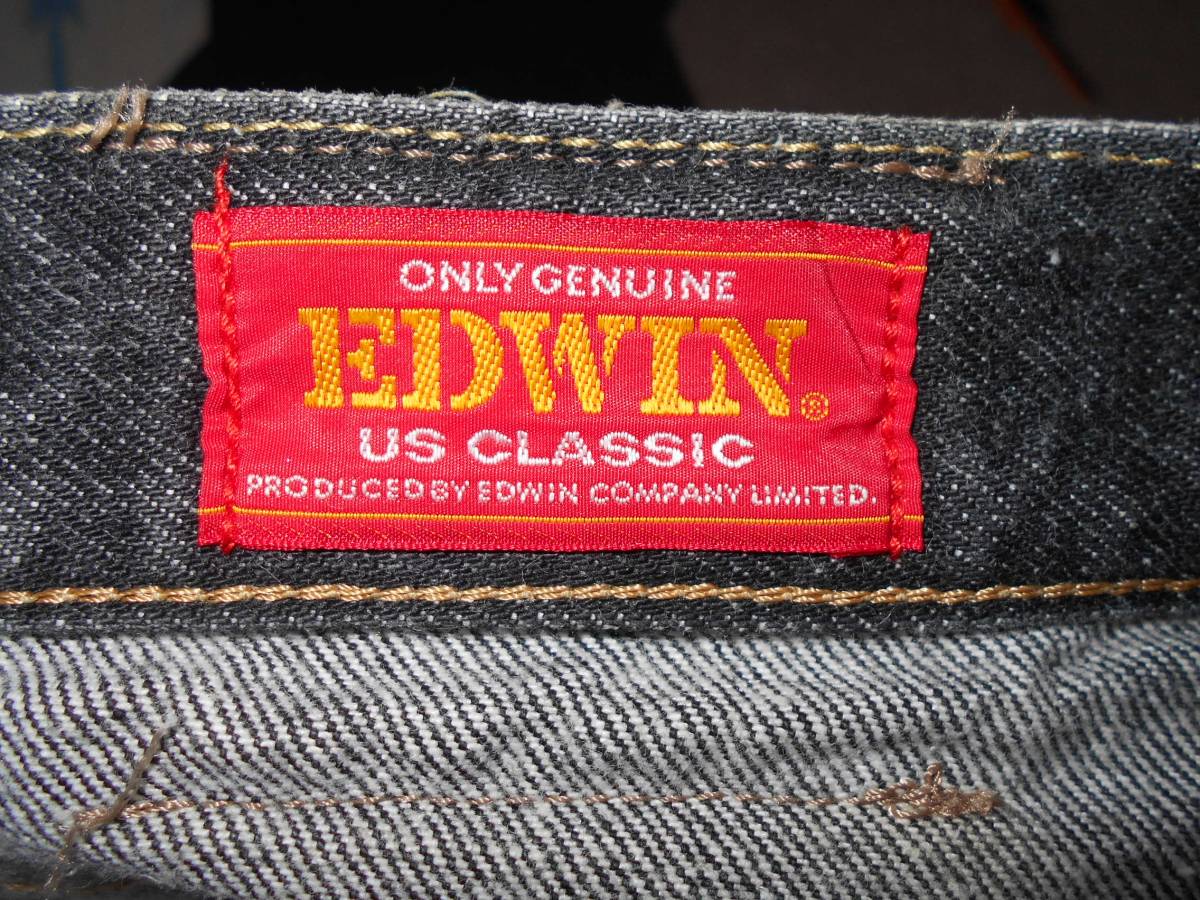 ONLY GENUINE
EDWIN®
US CLASSIC
PRODUCED BY EDWIN COMPANY LIMITED.